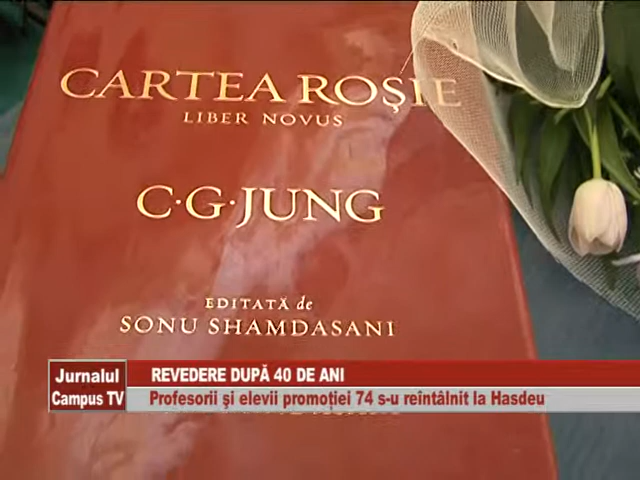 CARTEA ROȘIE
LIBER NOVUS
C·G·JUNG
EDITATĂ de
SONU SHAMDASANI
Jurnalul
Campus TV
REVEDERE DUPĂ 40 DE ANI
Profesorii și elevii promoției 74 s-u reîntâlnit la Hasdeu